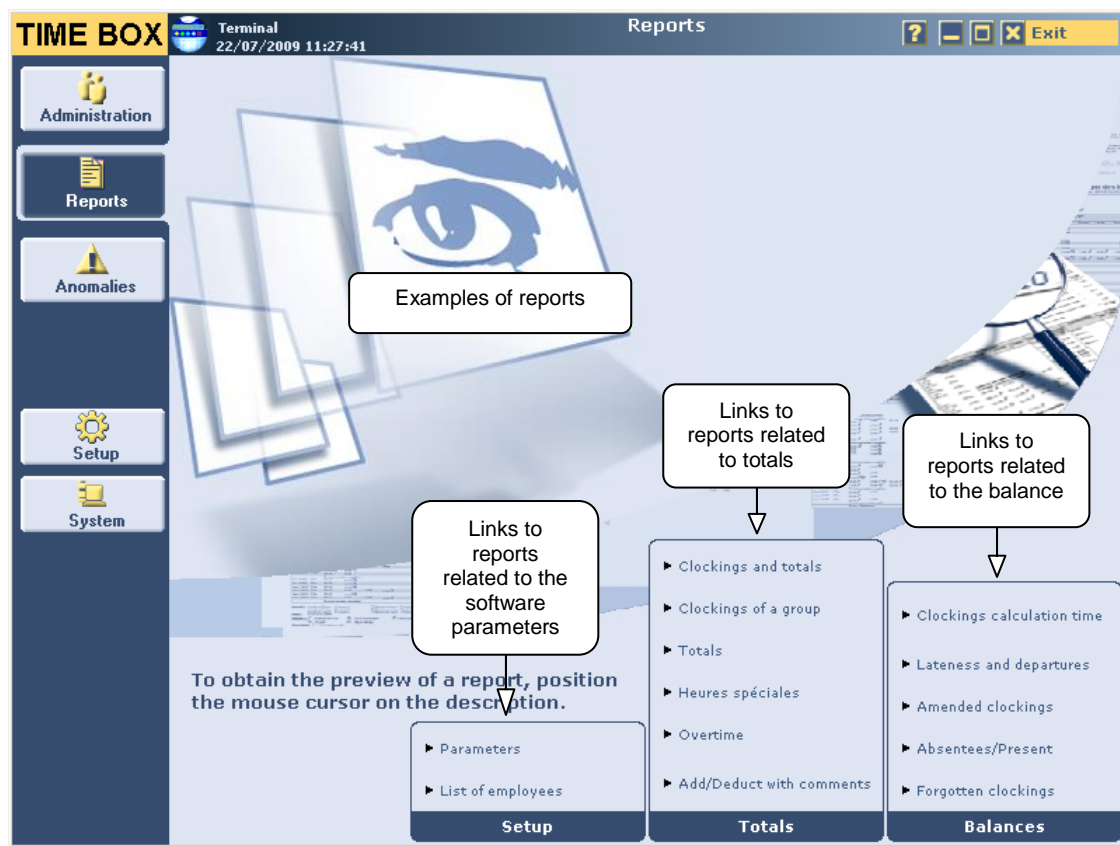 TIME BOX
Terminal
22/07/2009 11:27:41
Reports
?
Exit
Administration
Reports
Anomalies
Setup
System
Examples of reports
Links to
reports related
to totals
Links to
reports related
to the balance
Links to
reports
related to the
software
parameters
To obtain the preview of a report, position
the mouse cursor on the description.
Parameters
List of employees
Setup
Clockings and totals
Clockings of a group
Totals
Heures spéciales
Overtime
Add/Deduct with comments
Totals
Clockings calculation time
Lateness and departures
Amended clockings
Absentees/Present
Forgotten clockings
Balances